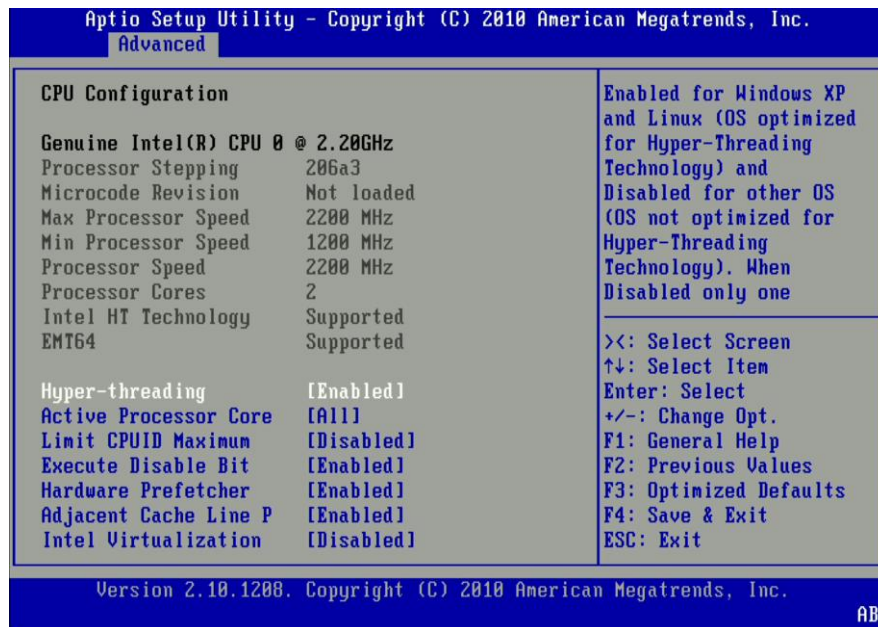 Aptio Setup Utility - Copyright (C) 2010 American Megatrends, Inc.
Advanced
CPU Configuration
Genuine Intel(R) CPU 0 @ 2.20GHz
Processor Stepping 206a3
Microcode Revision Not loaded
Max Processor Speed 2200 MHz
Min Processor Speed 1200 MHz
Processor Speed 2200 MHz
Processor Cores 2
Intel HT Technology Supported
EMT64 Supported
Hyper-threading [Enabled]
Active Processor Core [All]
Limit CPUID Maximum [Disabled]
Execute Disable Bit [Enabled]
Hardware Prefetcher [Enabled]
Adjacent Cache Line P [Enabled]
Intel Virtualization [Disabled]
Enabled for Windows XP
and Linux (OS optimized
for Hyper-Threading
Technology) and
Disabled for other OS
(OS not optimized for
Hyper-Threading
Technology). When
Disabled only one
><: Select Screen
↑↓: Select Item
Enter: Select
+/-: Change Opt.
F1: General Help
F2: Previous Values
F3: Optimized Defaults
F4: Save & Exit
ESC: Exit
Version 2.10.1208. Copyright (C) 2010 American Megatrends, Inc.
AB